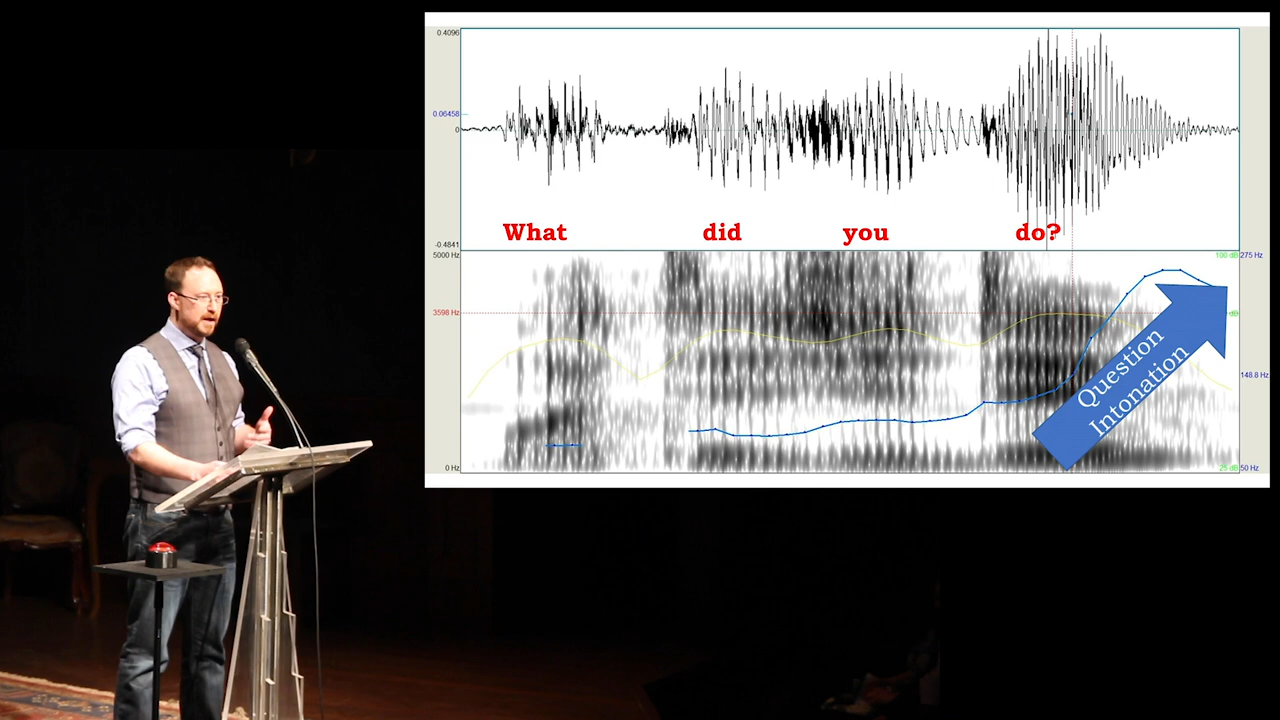 0.4096
0.06458
0
-0.4841
What did you do?
5000 Hz
100 dB
275 Hz
3598 Hz
dB
148.8 Hz
Question
Intonation
0 Hz
25 dB
50 Hz